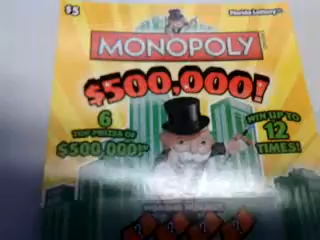 $5
Florida Lottery
MONOPOLY
$500,000!
6
TOP PRIZES OF
$500,000!
WIN UP TO
12
TIMES!